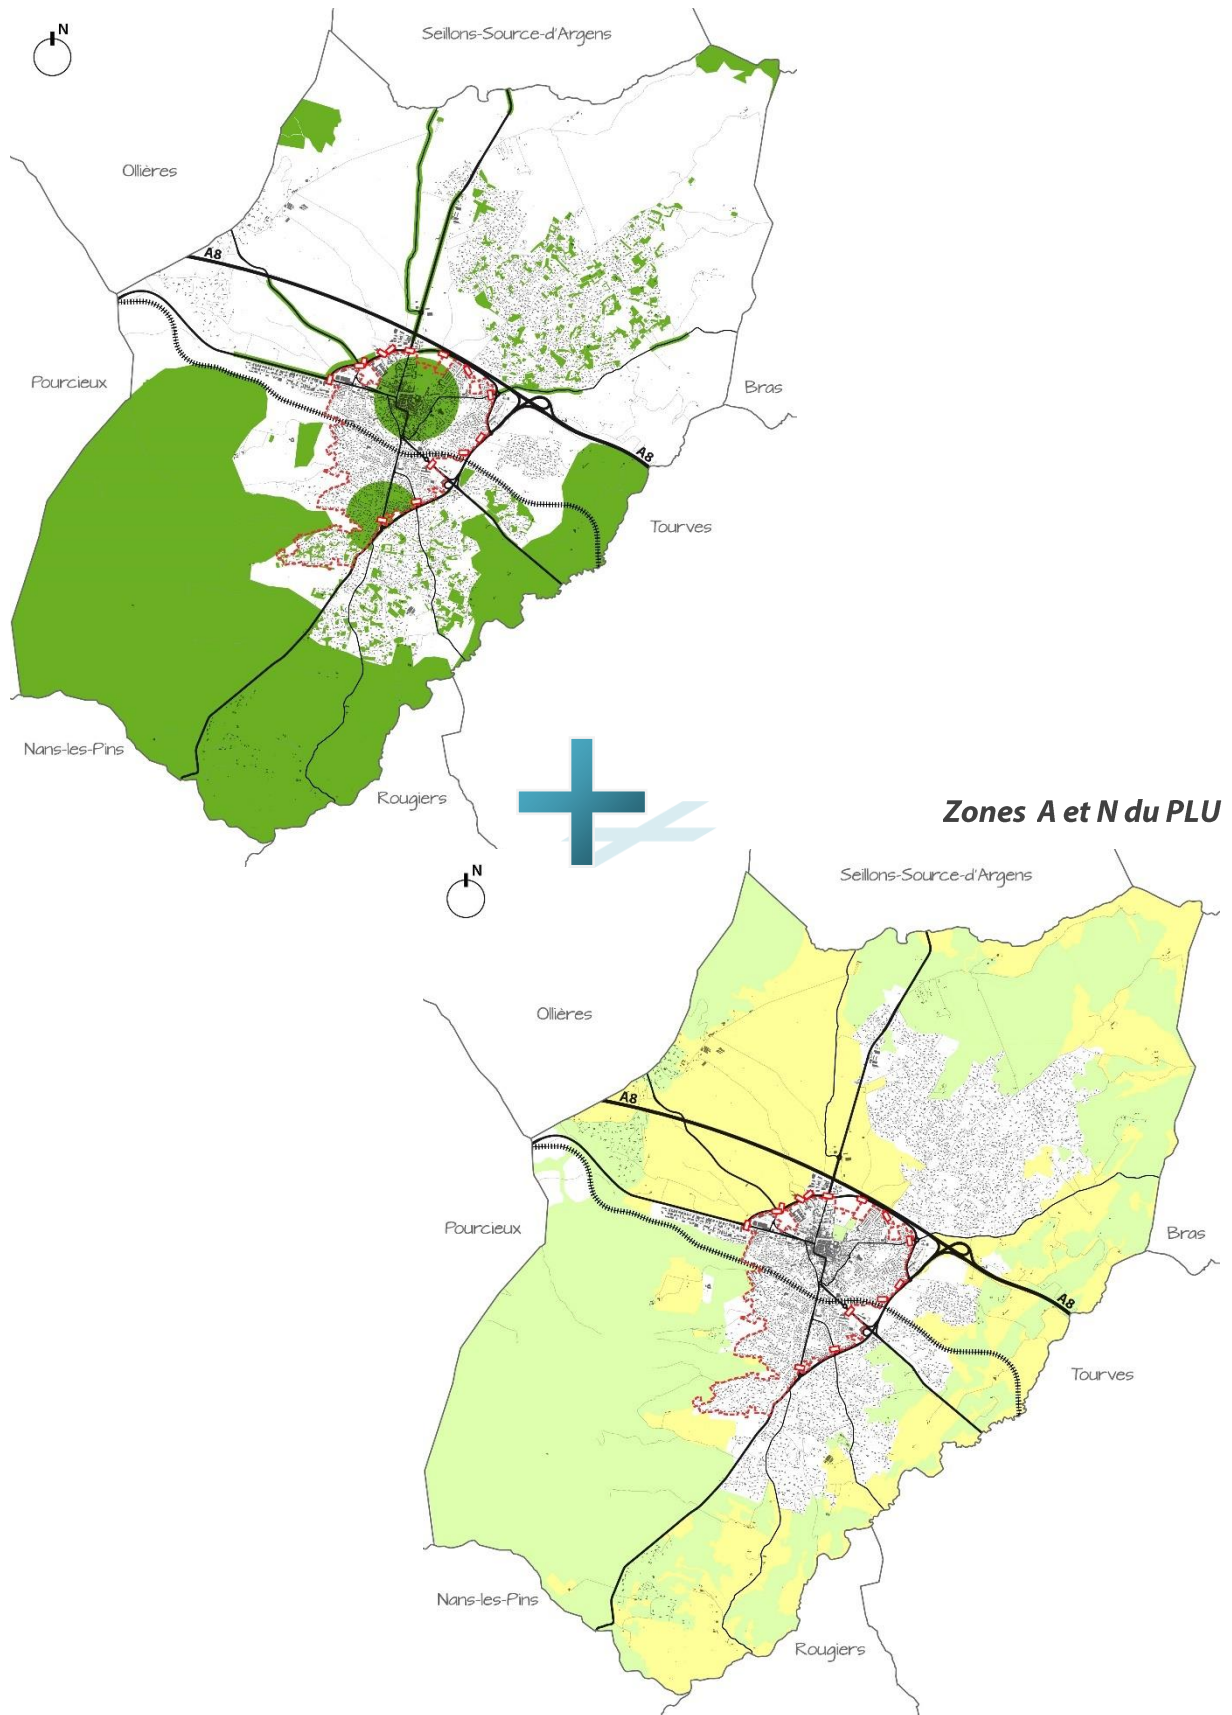 N
Seillons-Source-d'Argens
Ollières
A8
Pourcieux
Bras
A8
Tourves
Nans-les-Pins
Rougiers
Zones A et N du PLU
N
Seillons-Source-d'Argens
Ollières
A8
Pourcieux
Bras
A8
Tourves
Nans-les-Pins
Rougiers